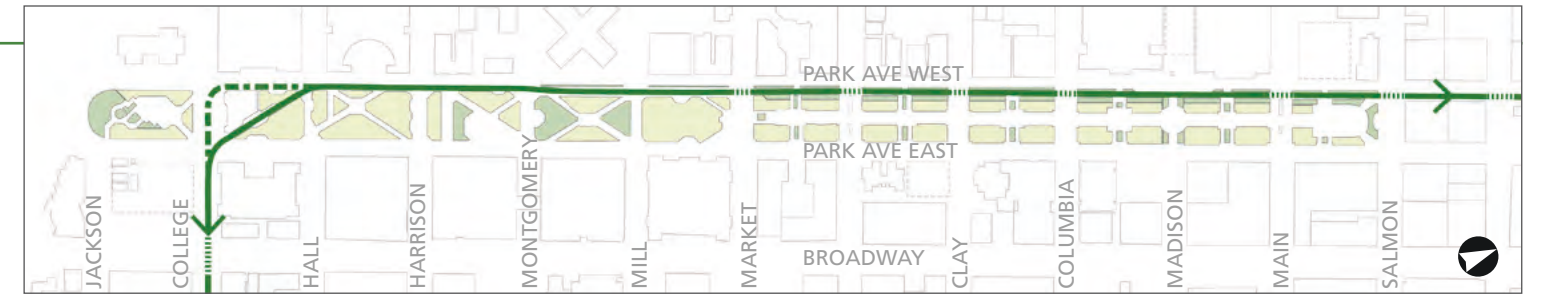 PARK AVE WEST
PARK AVE EAST
BROADWAY
JACKSON
COLLEGE
HALL
HARRISON
MONTGOMERY
MILL
MARKET
CLAY
COLUMBIA
MADISON
MAIN
SALMON